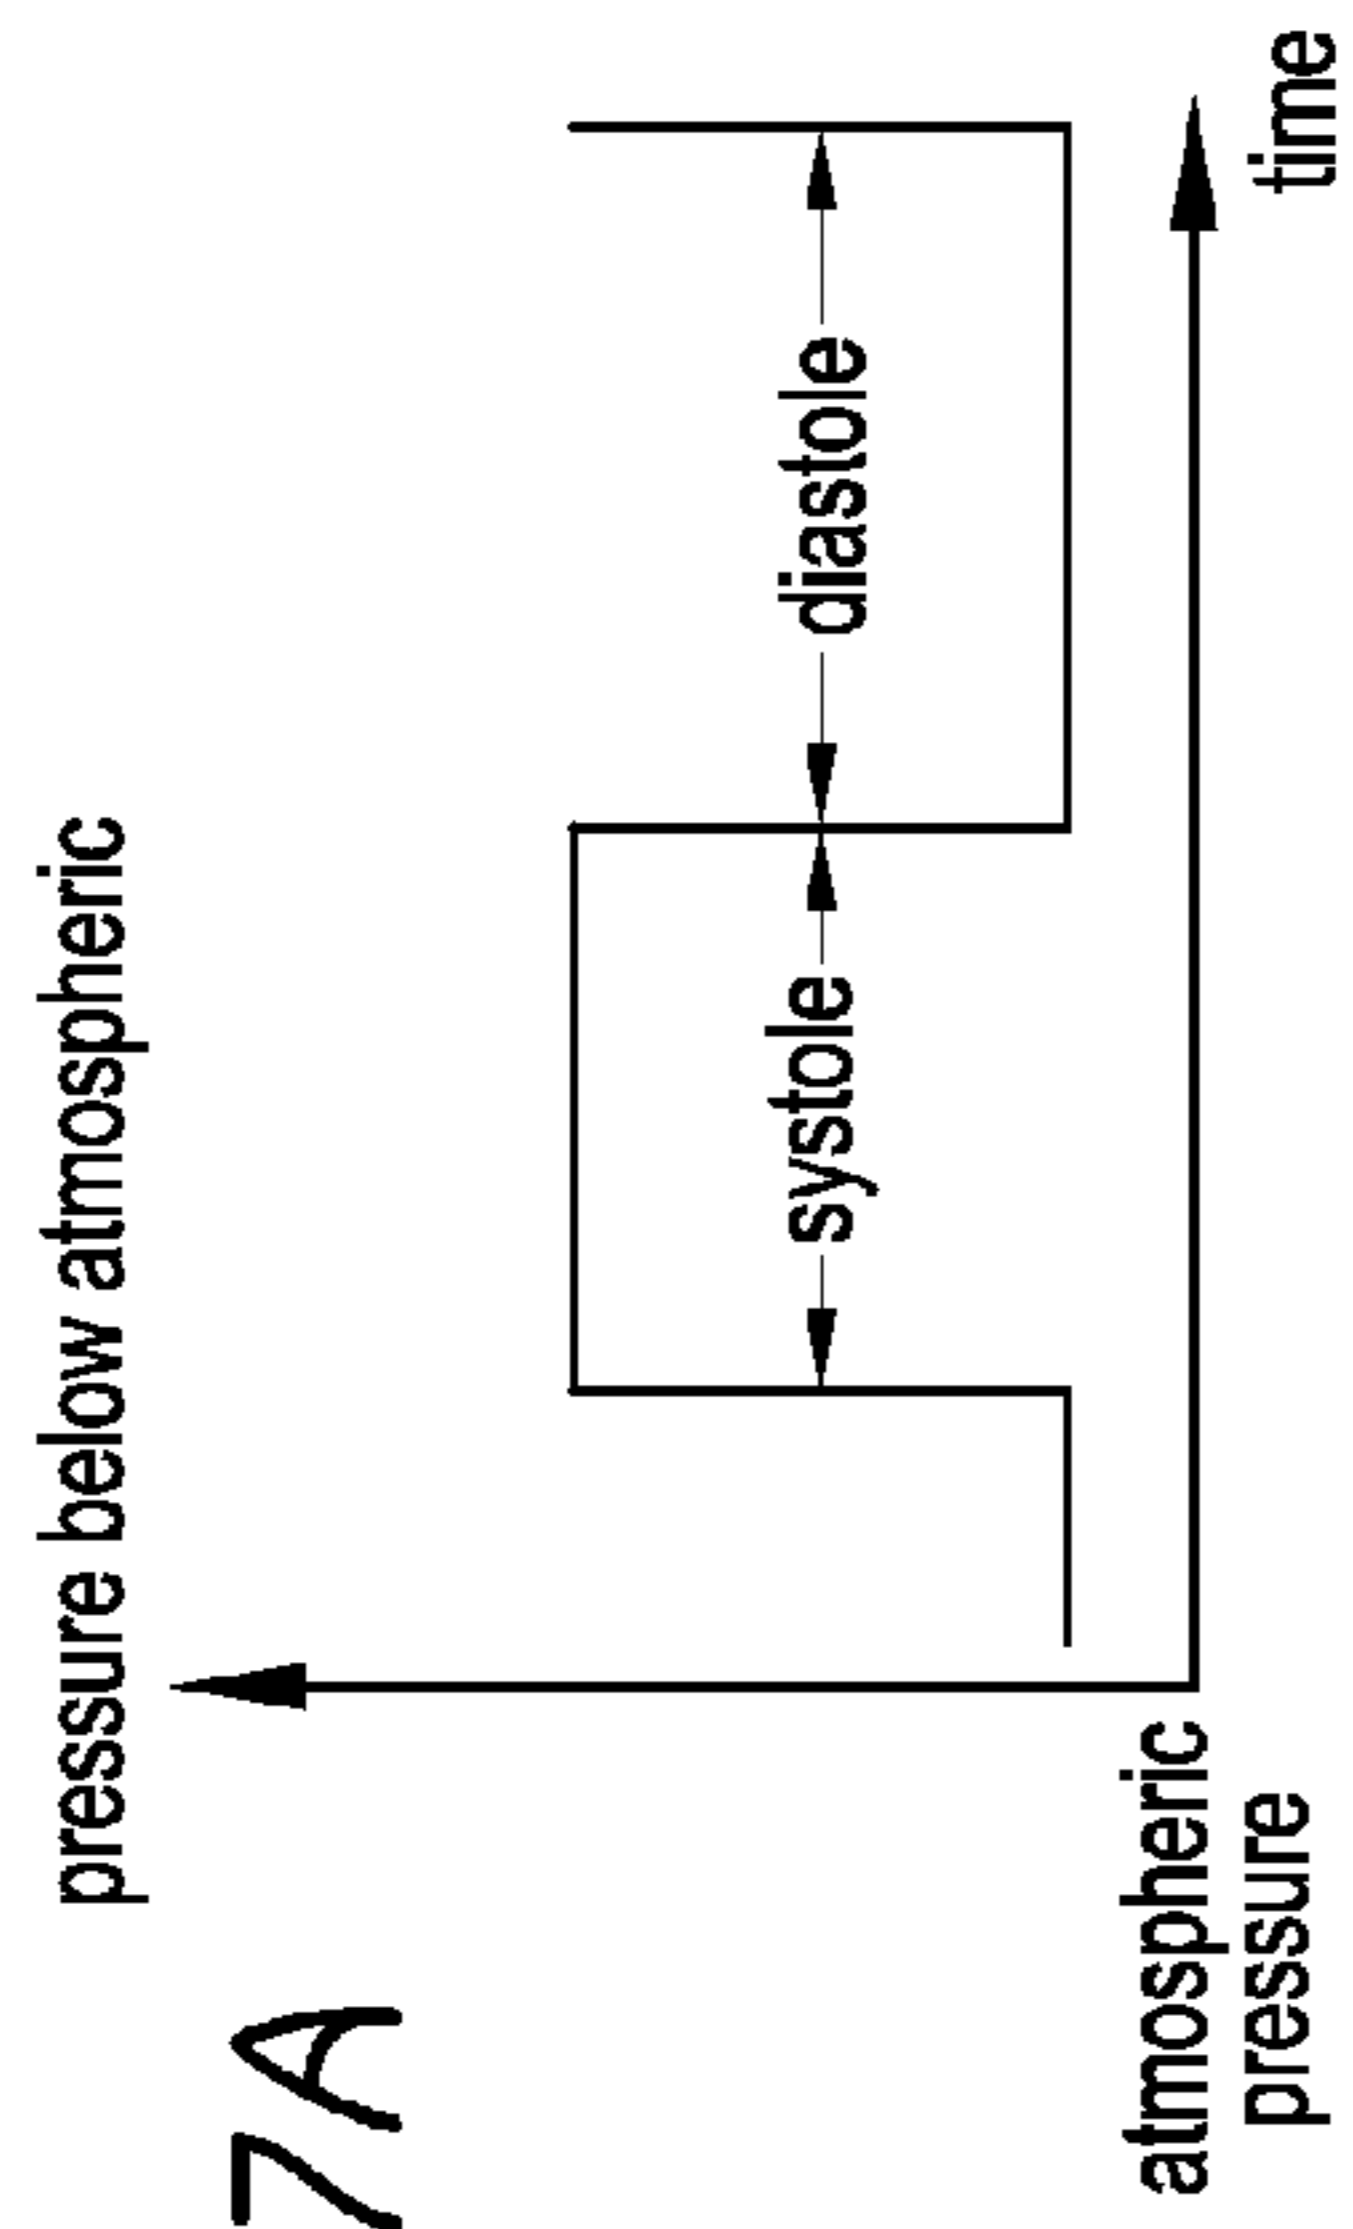 7A
pressure below atmospheric
systole
diastole
atmospheric
pressure
time